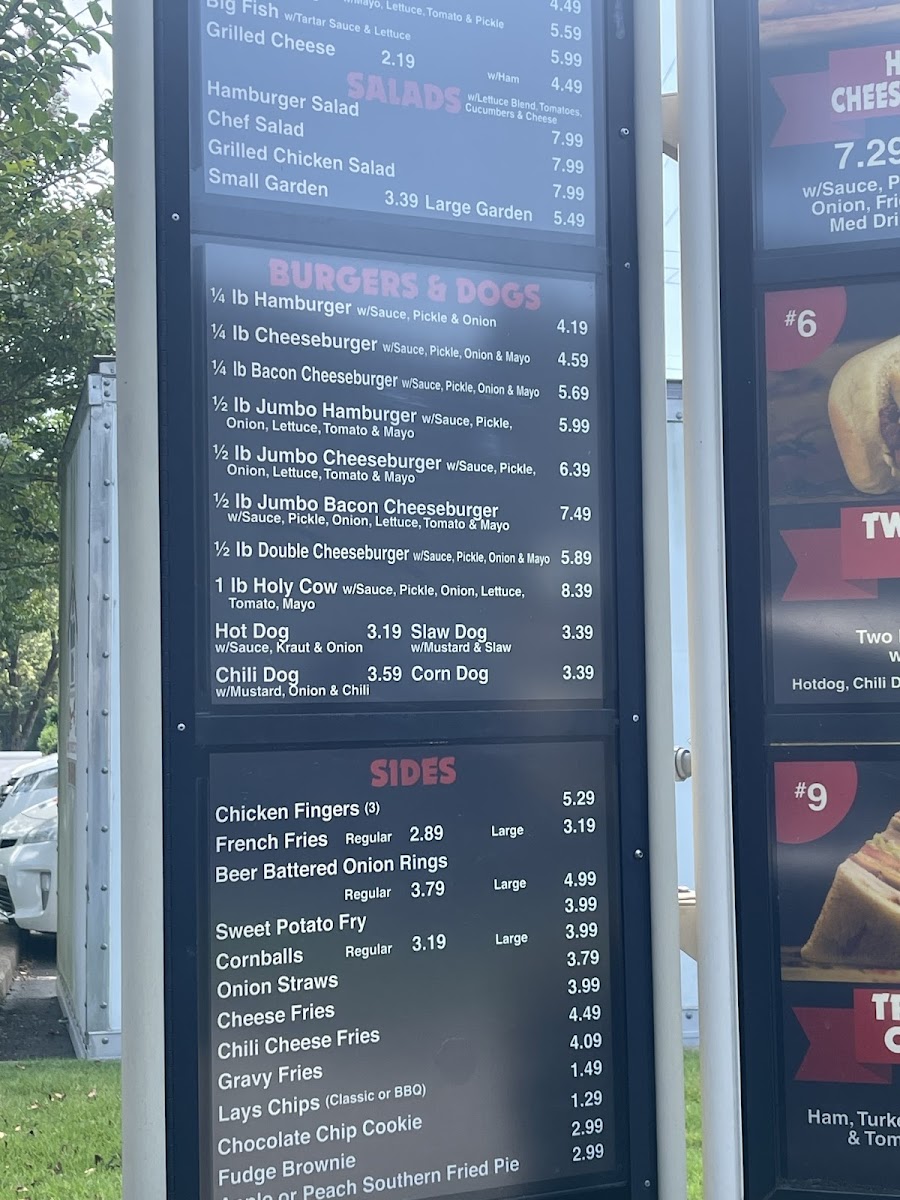 w/Mayo, Lettuce, Tomato & Pickle 4.49
Big Fish w/Tartar Sauce & Lettuce 5.59
5.99
Grilled Cheese 2.19 w/Ham 4.49
SALADS w/Lettuce Blend, Tomatoes,
Cucumbers & Cheese
Hamburger Salad 7.99
Chef Salad 7.99
Grilled Chicken Salad 7.99
Small Garden 3.39 Large Garden 5.49
BURGERS & DOGS
¼ lb Hamburger w/Sauce, Pickle & Onion 4.19
¼ lb Cheeseburger w/Sauce, Pickle, Onion & Mayo 4.59
¼ lb Bacon Cheeseburger w/Sauce, Pickle, Onion & Mayo 5.69
½ lb Jumbo Hamburger w/Sauce, Pickle, 5.99
Onion, Lettuce, Tomato & Mayo
½ lb Jumbo Cheeseburger w/Sauce, Pickle, 6.39
Onion, Lettuce, Tomato & Mayo
½ lb Jumbo Bacon Cheeseburger 7.49
w/Sauce, Pickle, Onion, Lettuce, Tomato & Mayo
½ lb Double Cheeseburger w/Sauce, Pickle, Onion & Mayo 5.89
1 lb Holy Cow w/Sauce, Pickle, Onion, Lettuce, 8.39
Tomato, Mayo
Hot Dog 3.19 Slaw Dog 3.39
w/Sauce, Kraut & Onion w/Mustard & Slaw
Chili Dog 3.59 Corn Dog 3.39
w/Mustard, Onion & Chili
SIDES
Chicken Fingers (3) 5.29
French Fries Regular 2.89 Large 3.19
Beer Battered Onion Rings
Regular 3.79 Large 4.99
Sweet Potato Fry 3.99
Cornballs Regular 3.19 Large 3.99
Onion Straws 3.79
Cheese Fries 3.99
Chili Cheese Fries 4.49
Gravy Fries 4.09
Lays Chips (Classic or BBQ) 1.49
Chocolate Chip Cookie 1.29
Fudge Brownie 2.99
Apple or Peach Southern Fried Pie 2.99
H
CHEES
7.29
w/Sauce, P
Onion, Fri
Med Dri
#6
TW
Two
w
Hotdog, Chili D
#9
TR
C
Ham, Turke
& Tom